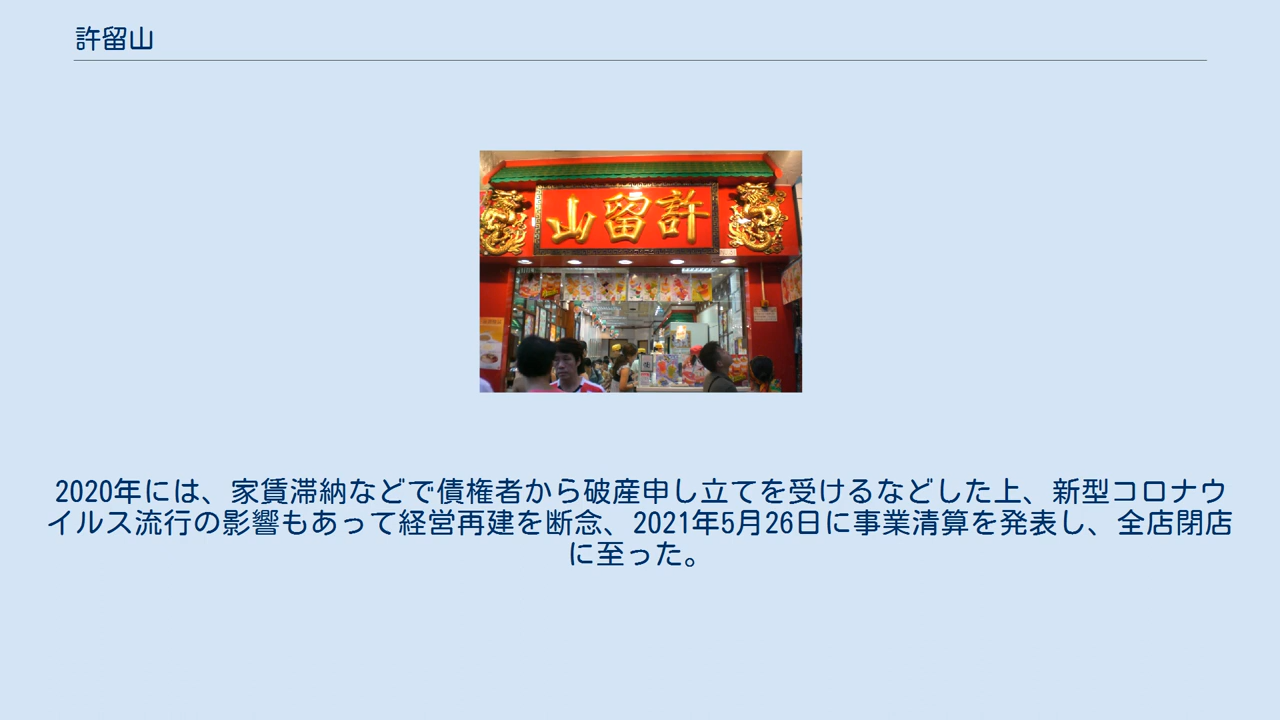 許留山
許留山
2020年には、家賃滞納などで債権者から破産申し立てを受けるなどした上、新型コロナウ
イルス流行の影響もあって経営再建を断念、2021年5月26日に事業清算を発表し、全店閉店
に至った。